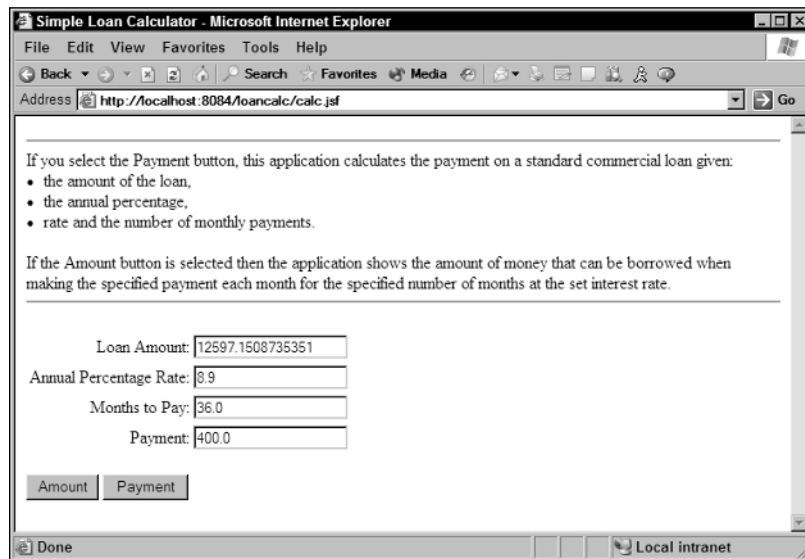 Simple Loan Calculator - Microsoft Internet Explorer
File Edit View Favorites Tools Help
Back Search Favorites Media
Address http://localhost:8084/loancalc/calc.jsf Go
If you select the Payment button, this application calculates the payment on a standard commercial loan given:
• the amount of the loan,
• the annual percentage,
• rate and the number of monthly payments.
If the Amount button is selected then the application shows the amount of money that can be borrowed when
making the specified payment each month for the specified number of months at the set interest rate.
Loan Amount: 12597.1508735351
Annual Percentage Rate: 8.9
Months to Pay: 36.0
Payment: 400.0
Amount Payment
Done Local intranet